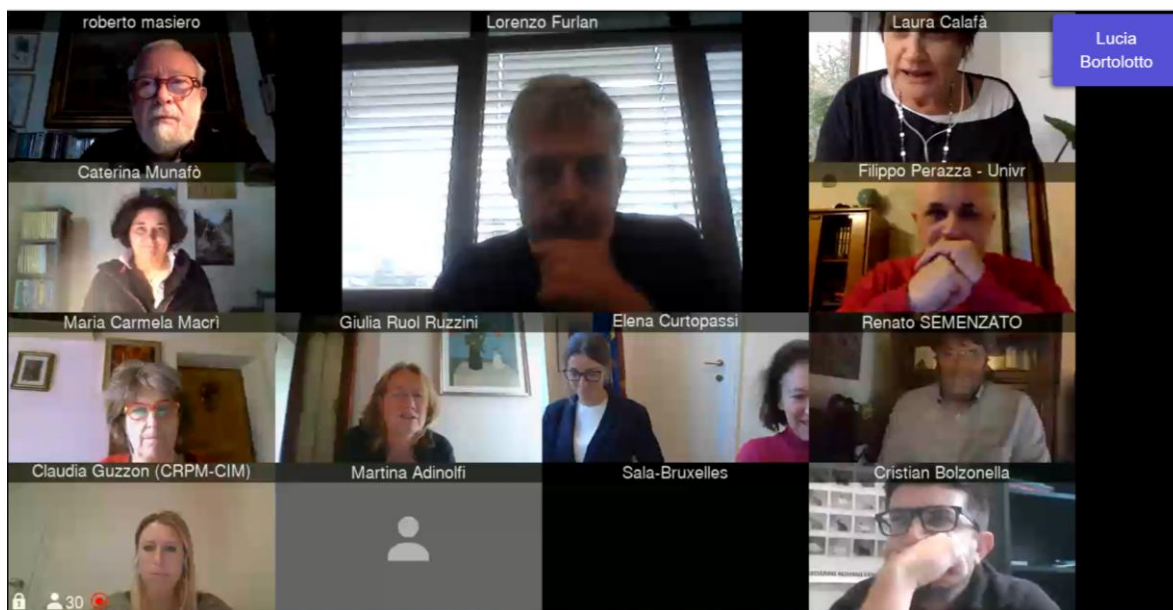 roberto masiero
Lorenzo Furlan
Laura Calafà
Lucia
Bortolotto
Caterina Munafò
Filippo Perazza - Univr
Maria Carmela Macrì
Giulia Ruol Ruzzini
Elena Curtopassi
Renato SEMENZATO
Claudia Guzzon (CRPM-CIM)
Martina Adinolfi
Sala-Bruxelles
Cristian Bolzonella
30